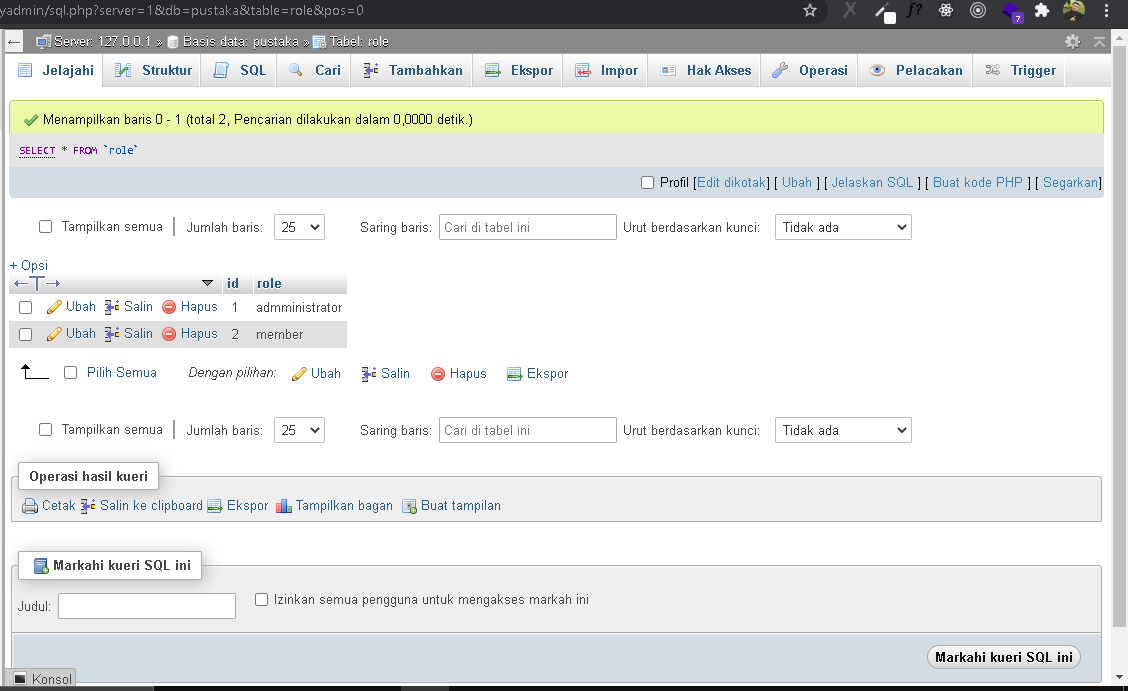 yadmin/sql.php?server=1&db=pustaka&table=role&pos=0
f?
7
Server: 127.0.0.1 » Basis data: pustaka » Tabel: role
Jelajahi Struktur SQL Cari Tambahkan Ekspor Impor Hak Akses Operasi Pelacakan Trigger
Menampilkan baris 0 - 1 (total 2, Pencarian dilakukan dalam 0,0000 detik.)
SELECT * FROM `role`
Profil [Edit dikotak] [ Ubah ] [ Jelaskan SQL ] [ Buat kode PHP ] [ Segarkan]
Tampilkan semua Jumlah baris: 25 Saring baris: Cari di tabel ini Urut berdasarkan kunci: Tidak ada
+ Opsi
←T→ id role
Ubah Salin Hapus 1 admministrator
Ubah Salin Hapus 2 member
Pilih Semua Dengan pilihan: Ubah Salin Hapus Ekspor
Tampilkan semua Jumlah baris: 25 Saring baris: Cari di tabel ini Urut berdasarkan kunci: Tidak ada
Operasi hasil kueri
Cetak Salin ke clipboard Ekspor Tampilkan bagan Buat tampilan
Markahi kueri SQL ini
Judul: Izinkan semua pengguna untuk mengakses markah ini
Markahi kueri SQL ini
Konsol